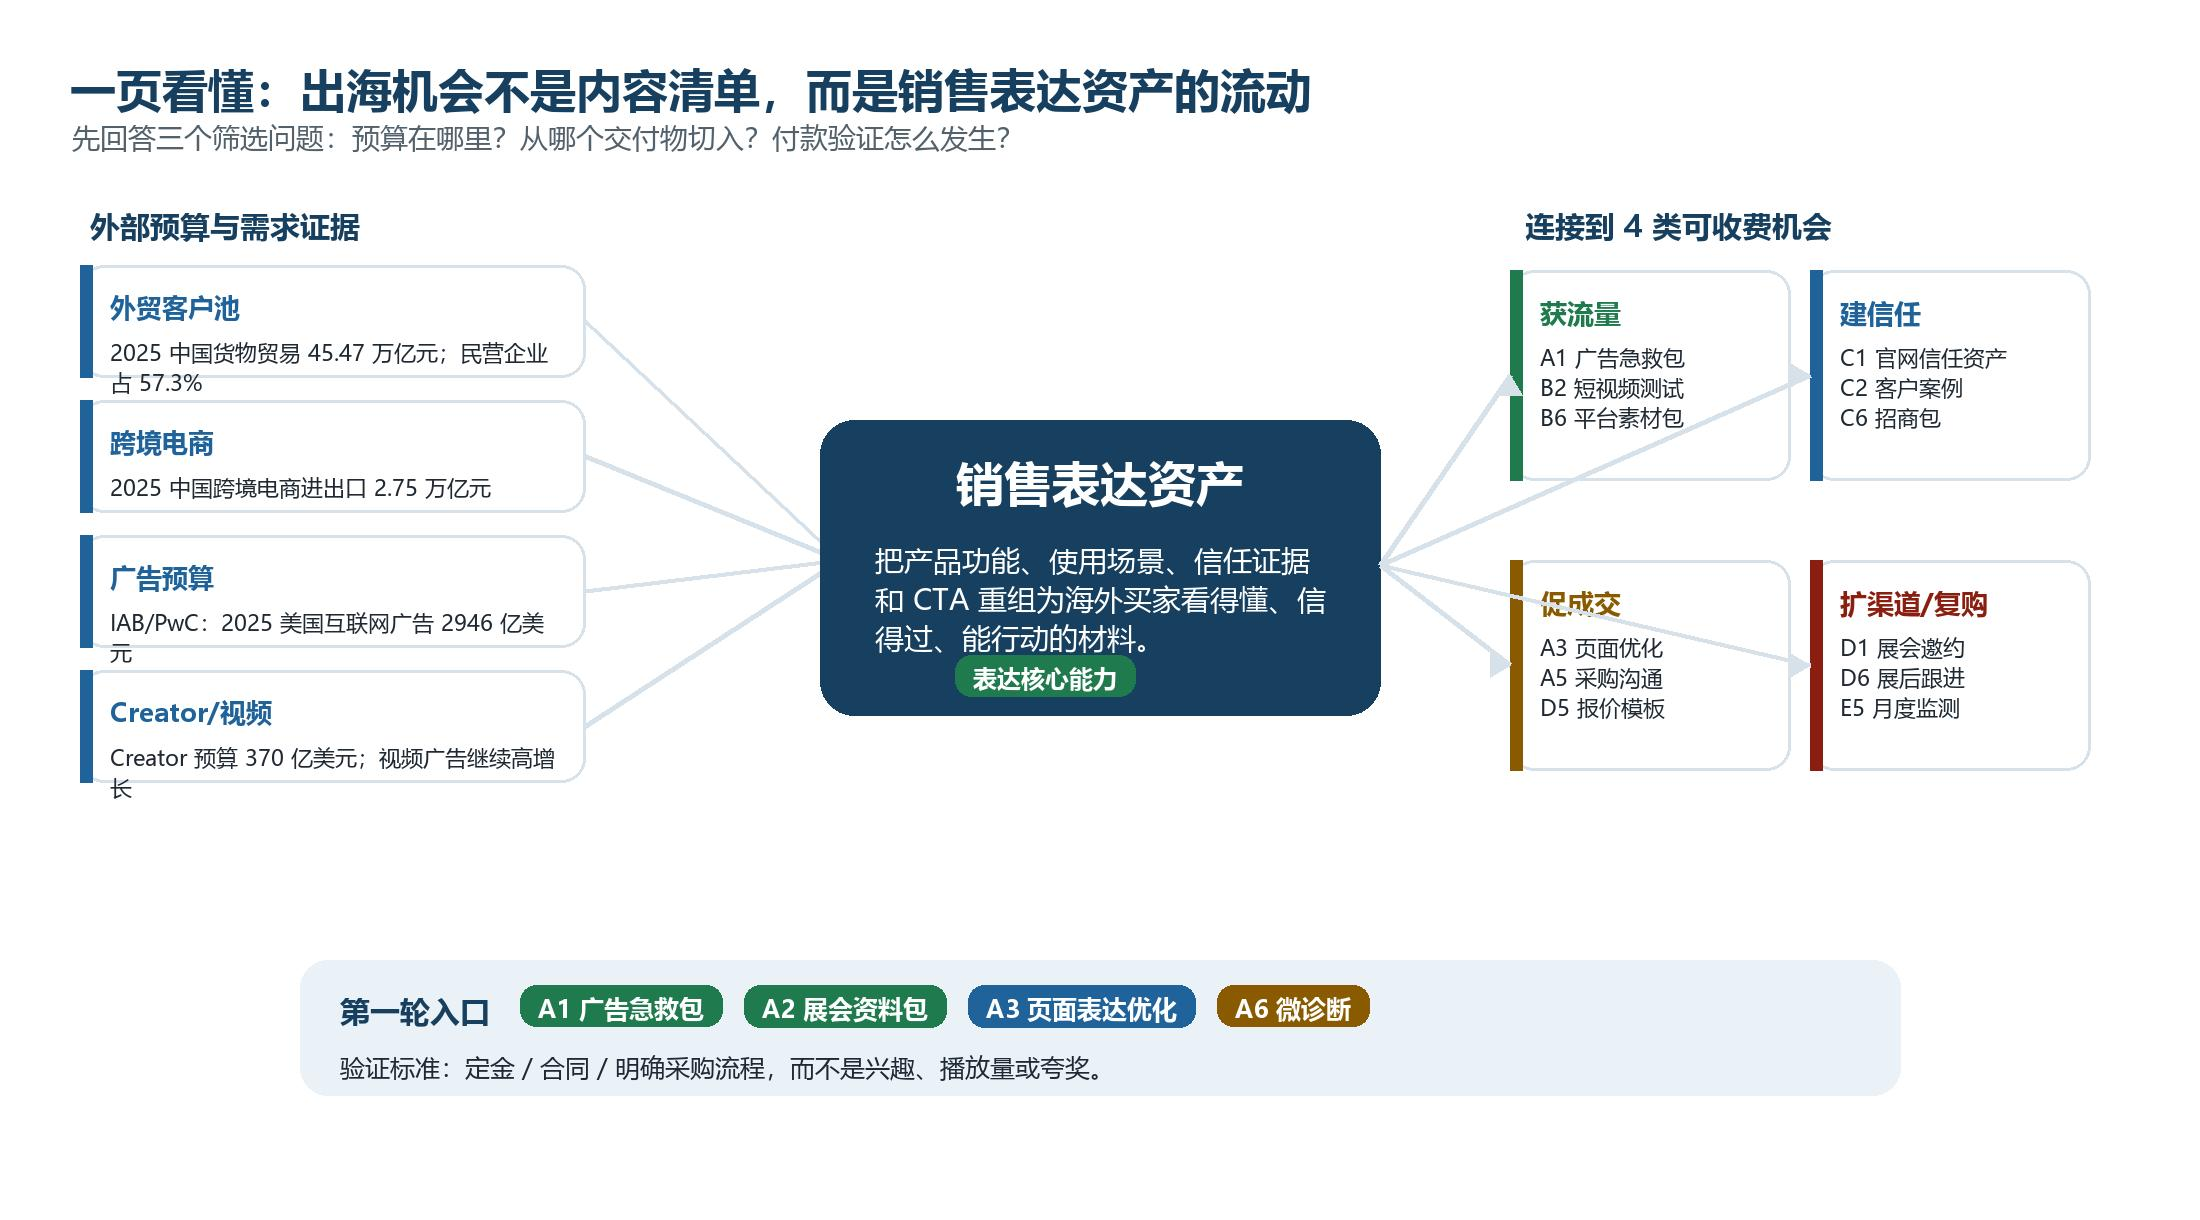 一页看懂：出海机会不是内容清单，而是销售表达资产的流动
先回答三个筛选问题：预算在哪里？从哪个交付物切入？付款验证怎么发生？
外部预算与需求证据
外贸客户池
2025 中国货物贸易 45.47 万亿元；民营企业
占 57.3%
跨境电商
2025 中国跨境电商进出口 2.75 万亿元
广告预算
IAB/PwC：2025 美国互联网广告 2946 亿美
元
Creator/视频
Creator 预算 370 亿美元；视频广告继续高增
长
销售表达资产
把产品功能、使用场景、信任证据
和 CTA 重组为海外买家看得懂、信
得过、能行动的材料。
表达核心能力
连接到 4 类可收费机会
获流量
A1 广告急救包
B2 短视频测试
B6 平台素材包
建信任
C1 官网信任资产
C2 客户案例
C6 招商包
促成交
A3 页面优化
A5 采购沟通
D5 报价模板
扩渠道/复购
D1 展会邀约
D6 展后跟进
E5 月度监测
第一轮入口
A1 广告急救包
A2 展会资料包
A3 页面表达优化
A6 微诊断
验证标准：定金 / 合同 / 明确采购流程，而不是兴趣、播放量或夸奖。